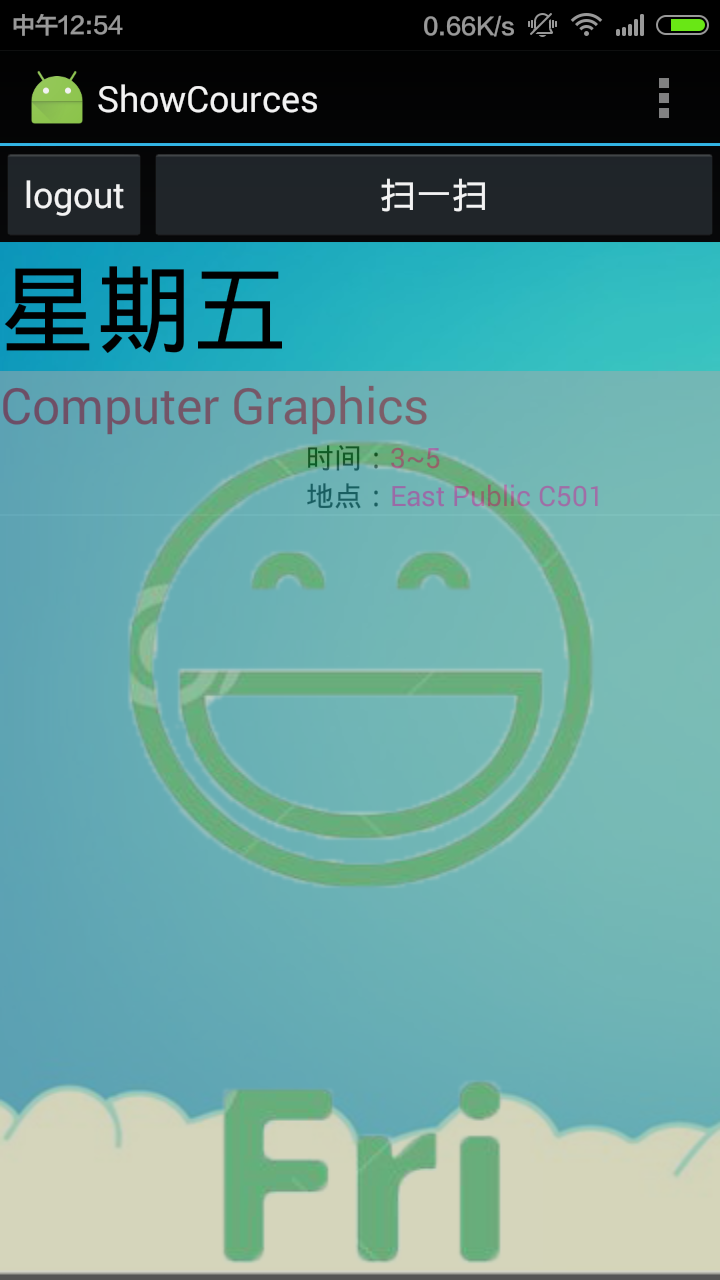 中午12:54 0.66K/s
ShowCources
logout 扫一扫
星期五
Computer Graphics
时间：3~5
地点：East Public C501
Fri